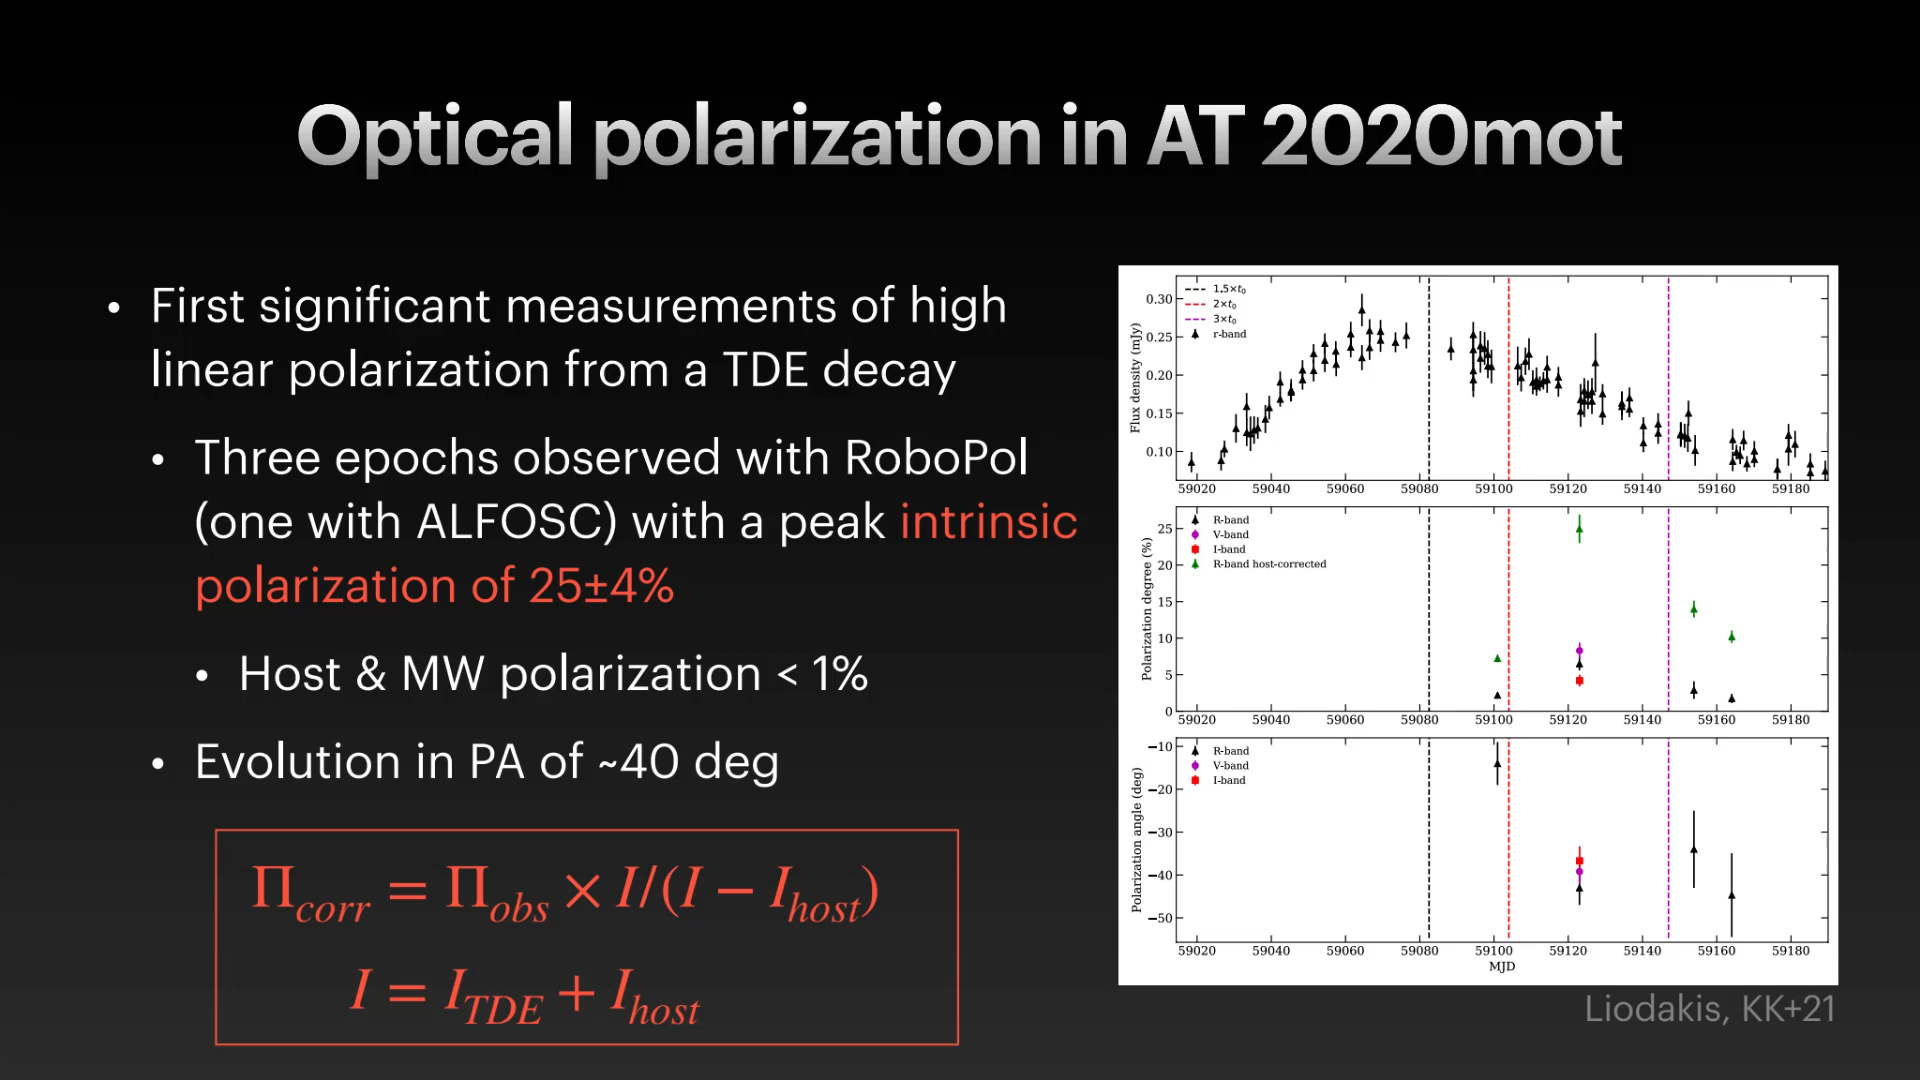 Optical polarization in AT 2020mot
• First significant measurements of high
linear polarization from a TDE decay
• Three epochs observed with RoboPol
(one with ALFOSC) with a peak intrinsic
polarization of 25±4%
• Host & MW polarization < 1%
• Evolution in PA of ~40 deg
Π_corr = Π_obs × I/(I − I_host)
I = I_TDE + I_host
1.5×t₀
2×t₀
3×t₀
r-band
Flux density (mJy)
0.30
0.25
0.20
0.15
0.10
59020 59040 59060 59080 59100 59120 59140 59160 59180
R-band
V-band
I-band
R-band host-corrected
Polarization degree (%)
25
20
15
10
5
0
59020 59040 59060 59080 59100 59120 59140 59160 59180
R-band
V-band
I-band
Polarization angle (deg)
−10
−20
−30
−40
−50
59020 59040 59060 59080 59100 59120 59140 59160 59180
MJD
Liodakis, KK+21